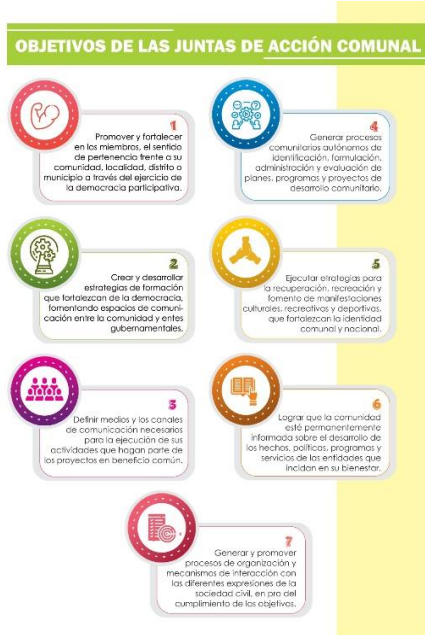 OBJETIVOS DE LAS JUNTAS DE ACCIÓN COMUNAL
1
Promover y fortalecer
en los miembros, el sentido
de pertenencia frente a su
comunidad, localidad, distrito o
municipio a través del ejercicio de
la democracia participativa.
2
Crear y desarrollar
estrategias de formación
que fortalezcan de la democracia,
fomentando espacios de comuni-
cación entre la comunidad y entes
gubernamentales.
3
Definir medios y los canales
de comunicación necesarios
para la ejecución de sus
actividades que hagan parte de
los proyectos en beneficio común.
4
Generar procesos
comunitarios autónomos de
identificación, formulación,
administración y evaluación de
planes, programas y proyectos de
desarrollo comunitario.
5
Ejecutar etrategias para
la recuperación, recreación y
fomento de manifestaciones
culturales, recreativas y deportivas,
que fortalezcan la identidad
comunal y nacional.
6
Lograr que la comunidad
esté permanentemente
informada sobre el desarrollo de
los hechos, políticas, programas y
servicios de las entidades que
incidan en su bienestar.
7
Generar y promover
procesos de organización y
mecanismos de interacción con
las diferentes expresiones de la
sociedad civil, en pro del
cumplimiento de los objetivos.